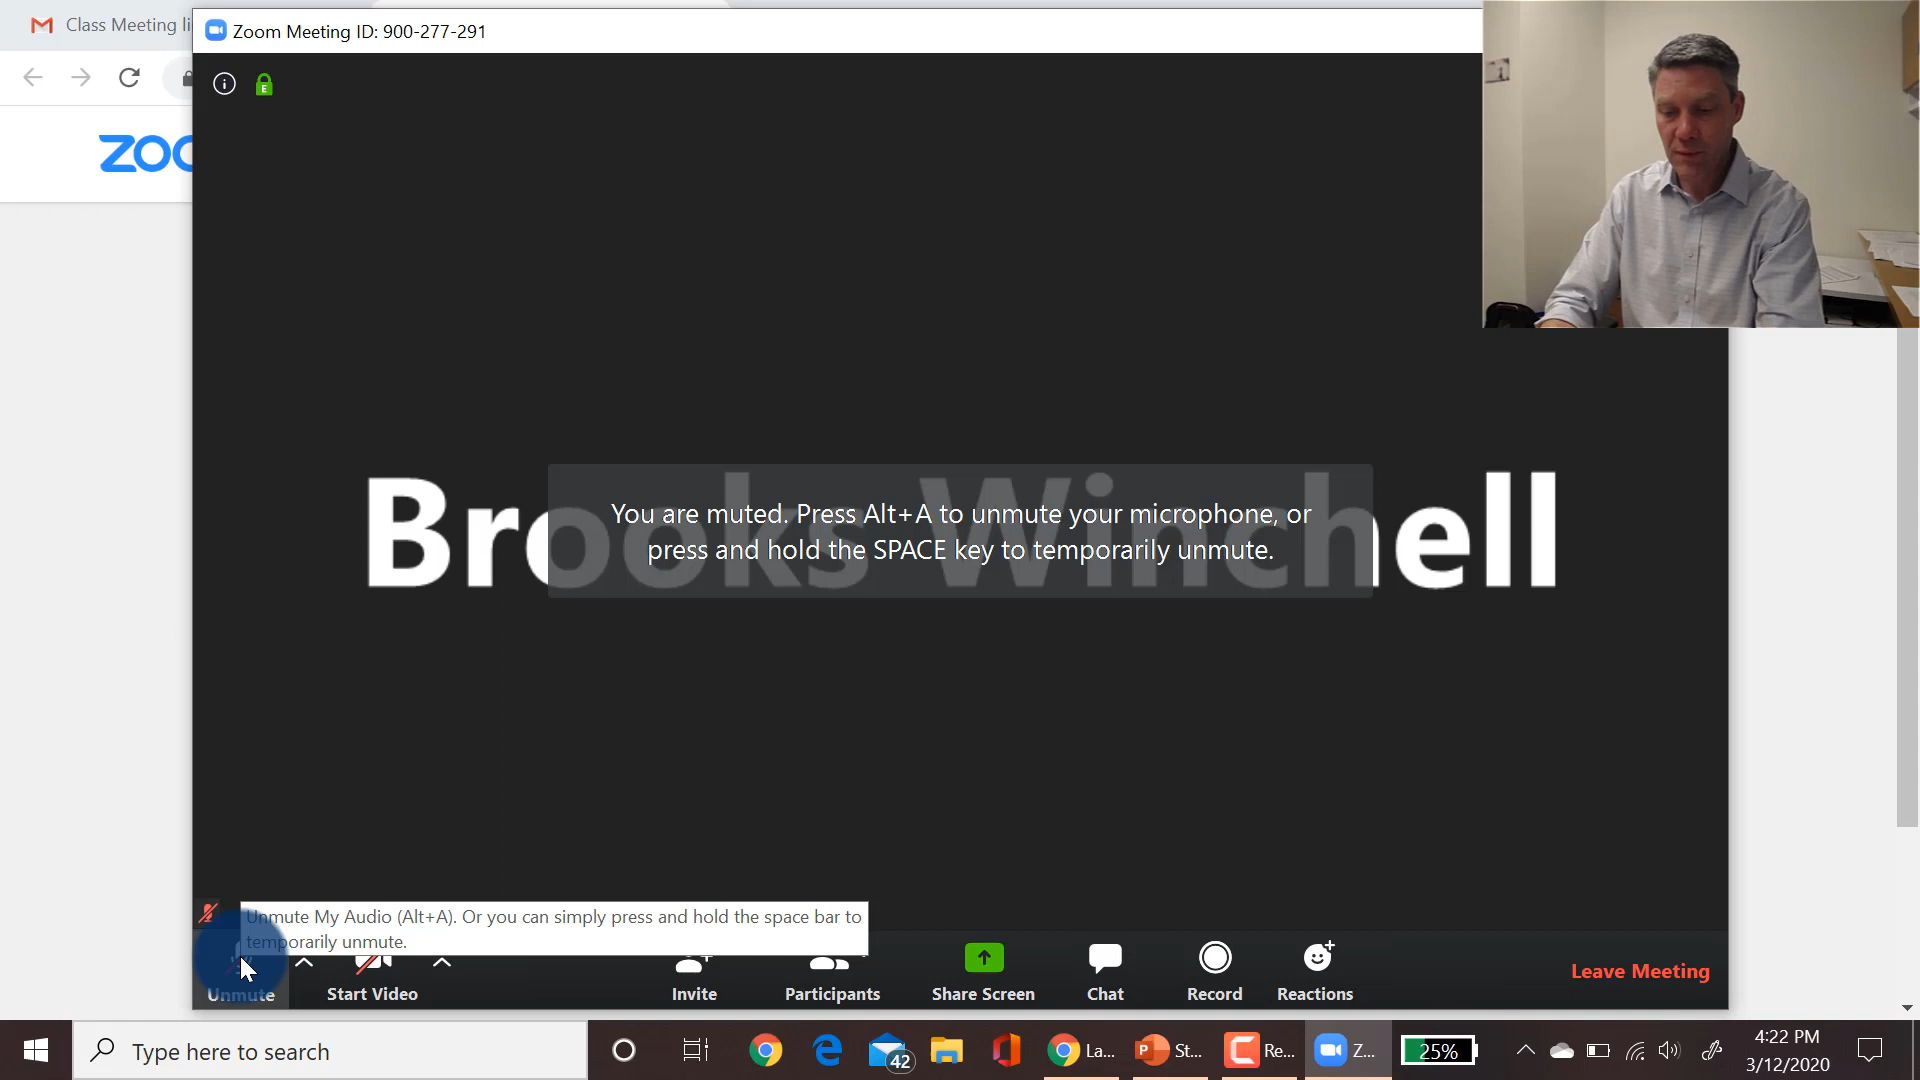 Class Meeting li
Zoom Meeting ID: 900-277-291
zoo
E
Brooks Winchell
You are muted. Press Alt+A to unmute your microphone, or
press and hold the SPACE key to temporarily unmute.
Unmute My Audio (Alt+A). Or you can simply press and hold the space bar to
temporarily unmute.
Unmute
Start Video
Invite
Participants
Share Screen
Chat
Record
Reactions
Leave Meeting
Type here to search
42
La...
P
St...
Re...
Z...
25%
4:22 PM
3/12/2020